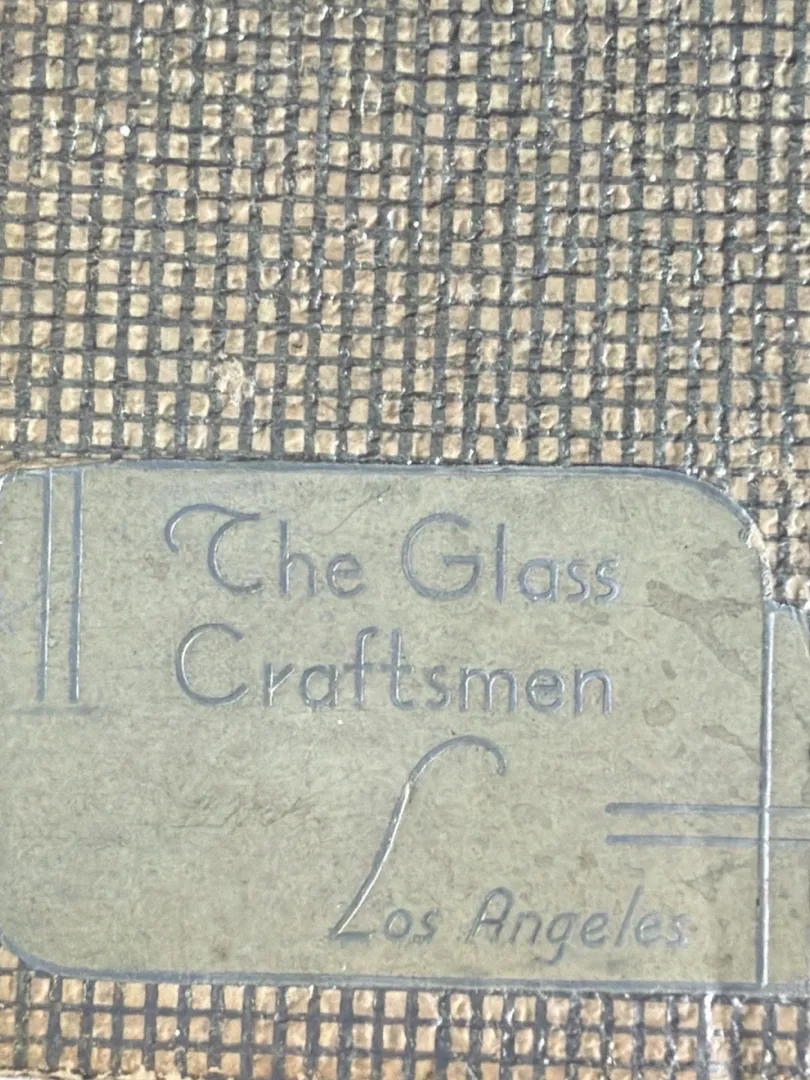 The Glass
Craftsmen
Los Angeles